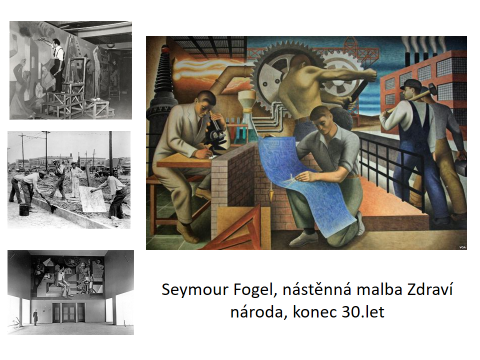 Seymour Fogel, nástěnná malba Zdraví
národa, konec 30.let